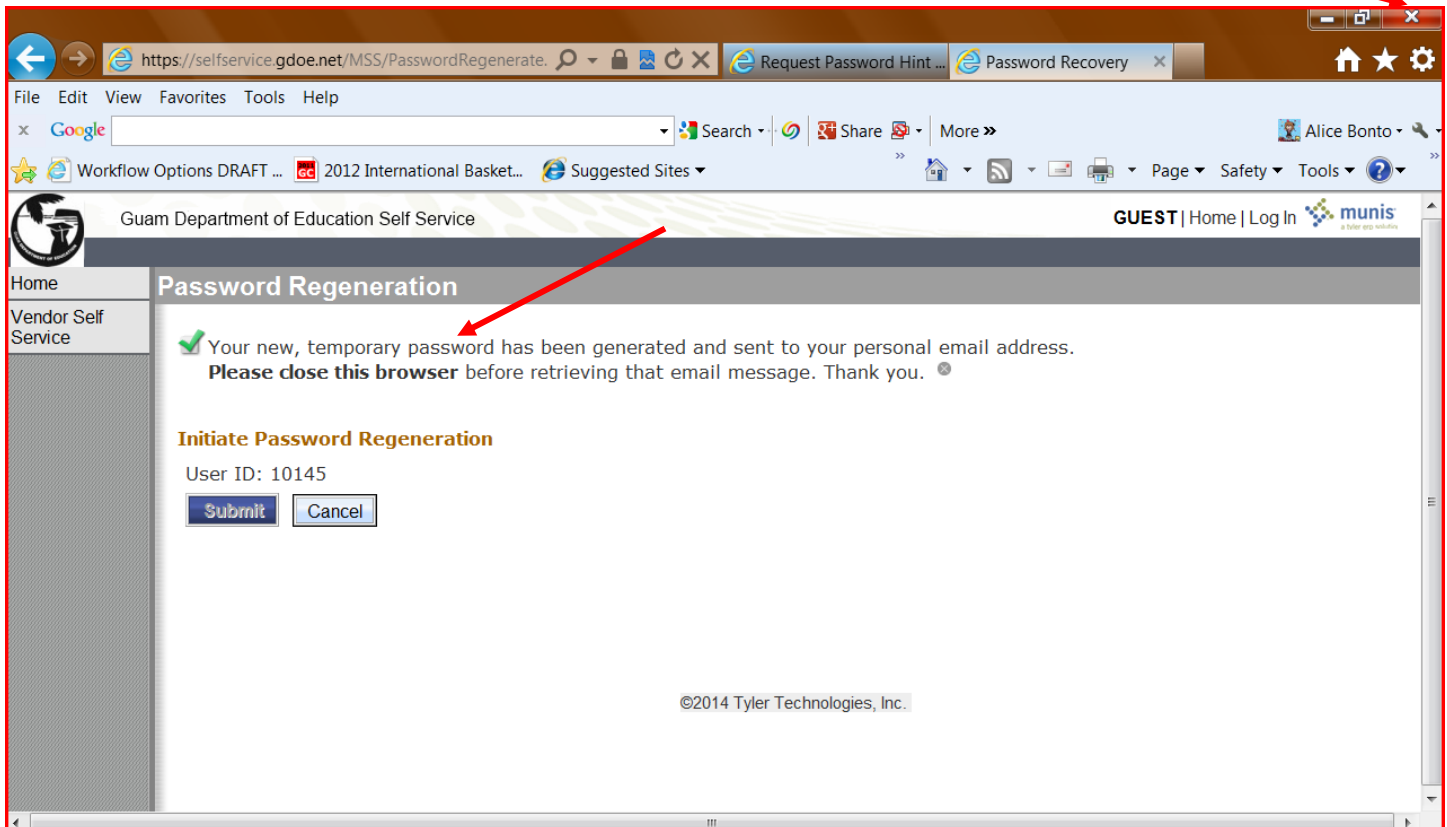 https://selfservice.gdoe.net/MSS/PasswordRegenerate.
Request Password Hint ...
Password Recovery
File Edit View Favorites Tools Help
x Google Search Share More » Alice Bonto
Workflow Options DRAFT ... 2012 International Basket... Suggested Sites Page Safety Tools
Guam Department of Education Self Service
GUEST | Home | Log In munis
Home
Password Regeneration
Vendor Self
Service
Your new, temporary password has been generated and sent to your personal email address.
Please close this browser before retrieving that email message. Thank you.
Initiate Password Regeneration
User ID: 10145
Submit Cancel
©2014 Tyler Technologies, Inc.